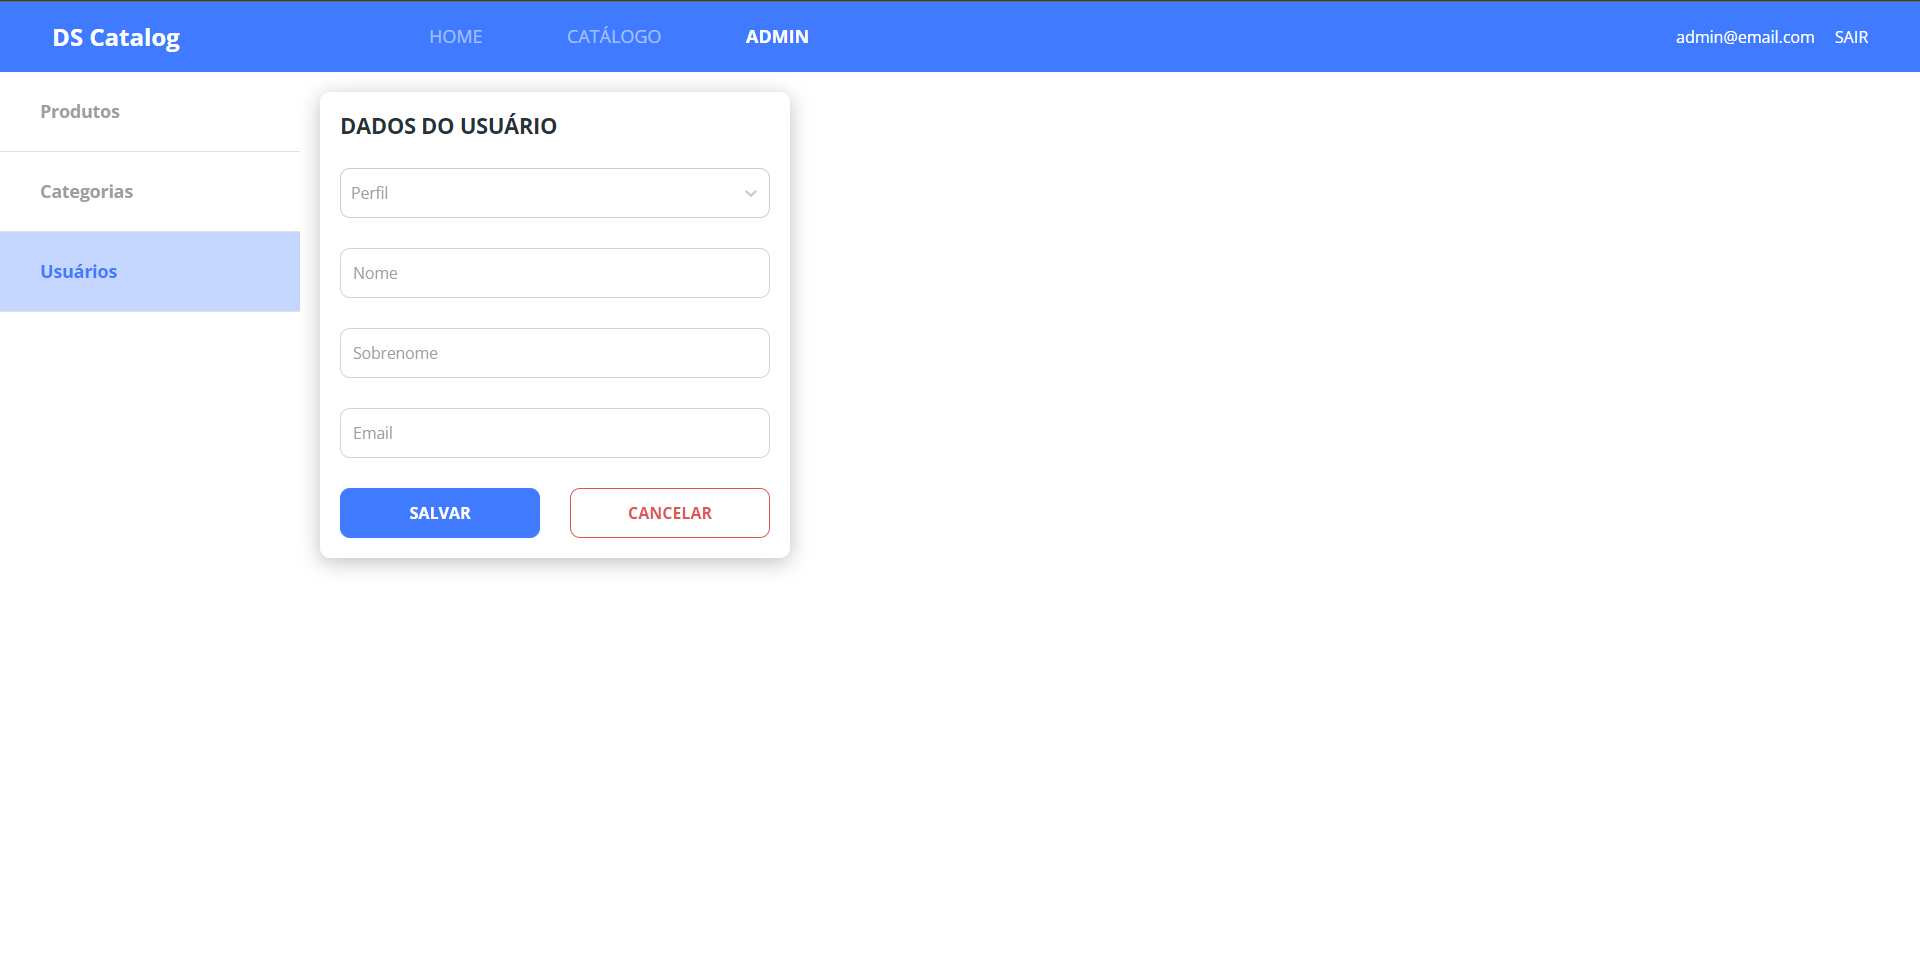 DS Catalog
HOME
CATÁLOGO
ADMIN
admin@email.com
SAIR
Produtos
Categorias
Usuários
DADOS DO USUÁRIO
Perfil
Nome
Sobrenome
Email
SALVAR
CANCELAR